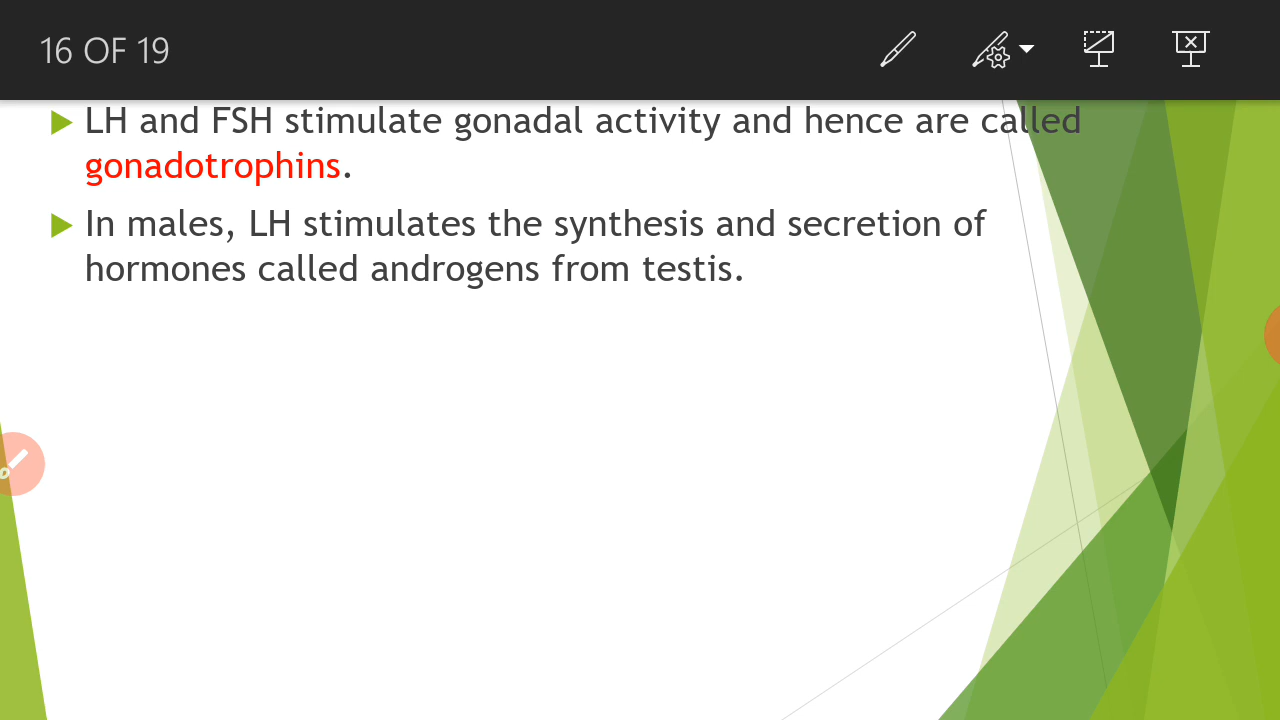 16 OF 19
LH and FSH stimulate gonadal activity and hence are called
gonadotrophins.
In males, LH stimulates the synthesis and secretion of
hormones called androgens from testis.